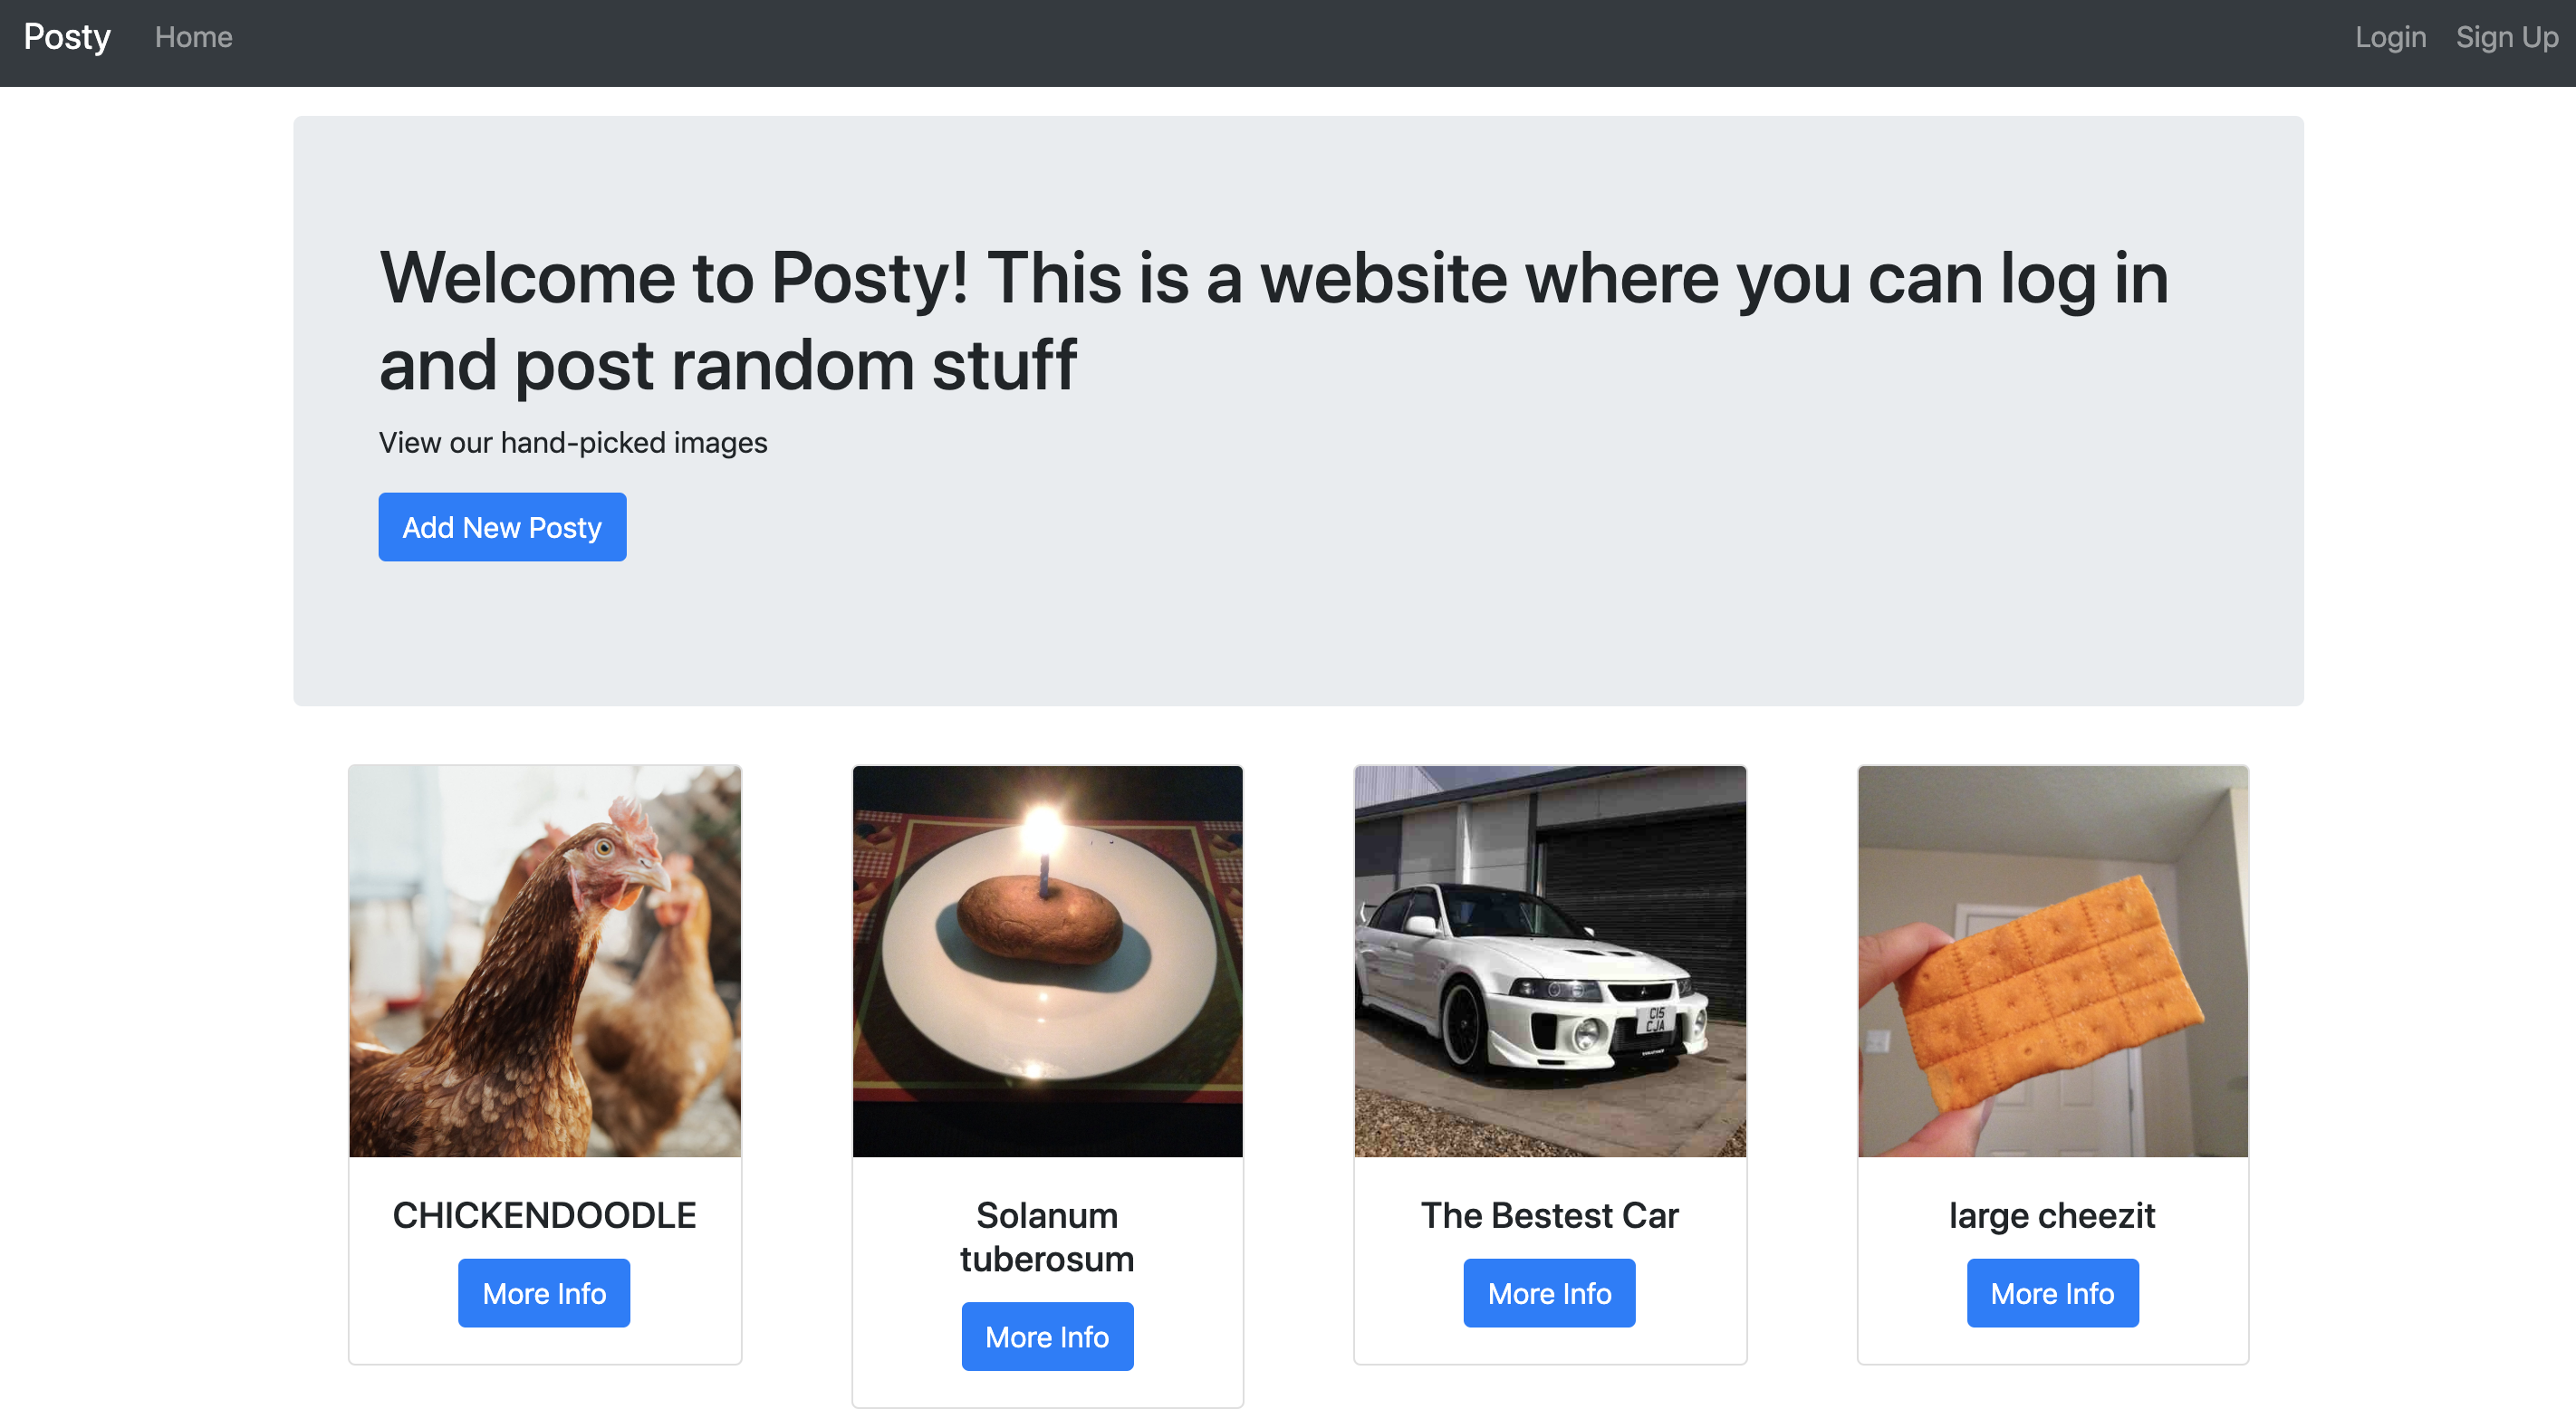 Posty Home Login Sign Up
Welcome to Posty! This is a website where you can log in
and post random stuff
View our hand-picked images
Add New Posty
C15
CJA
CHICKENDOODLE
More Info
Solanum
tuberosum
More Info
The Bestest Car
More Info
large cheezit
More Info